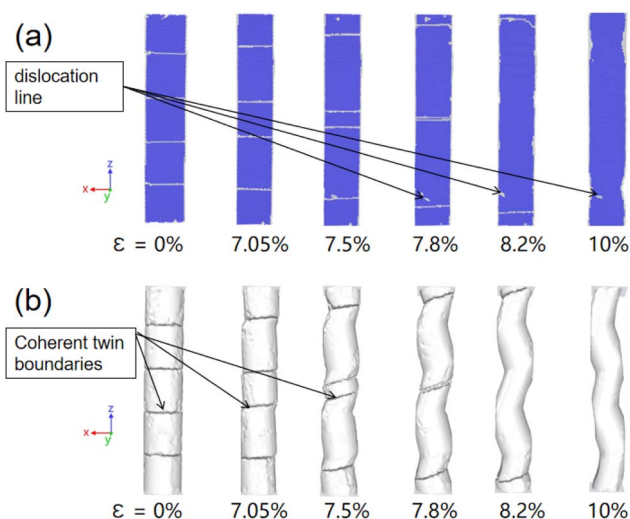 (a)
dislocation
line
z
x
y
Ɛ = 0% 7.05% 7.5% 7.8% 8.2% 10%
(b)
Coherent twin
boundaries
z
x
y
Ɛ = 0% 7.05% 7.5% 7.8% 8.2% 10%